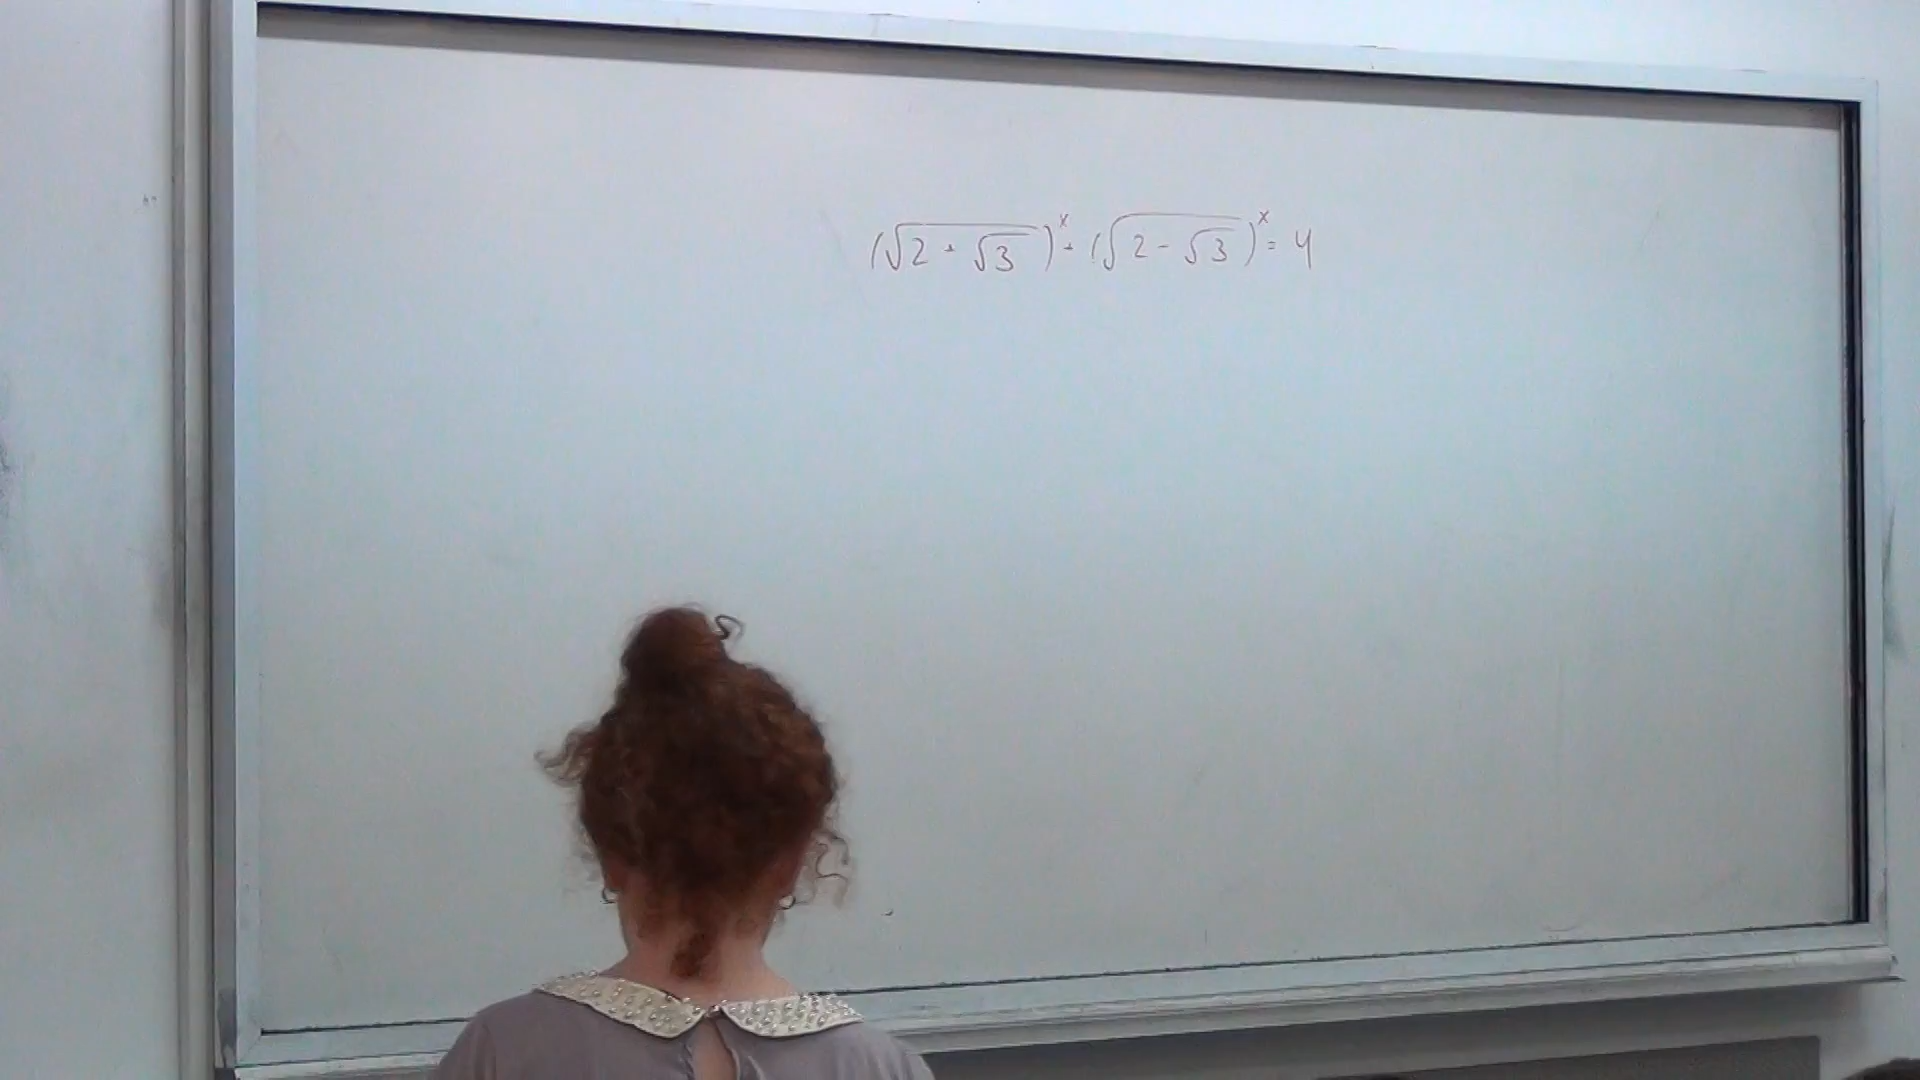 (√(2 + √3))^x + (√(2 - √3))^x = 4